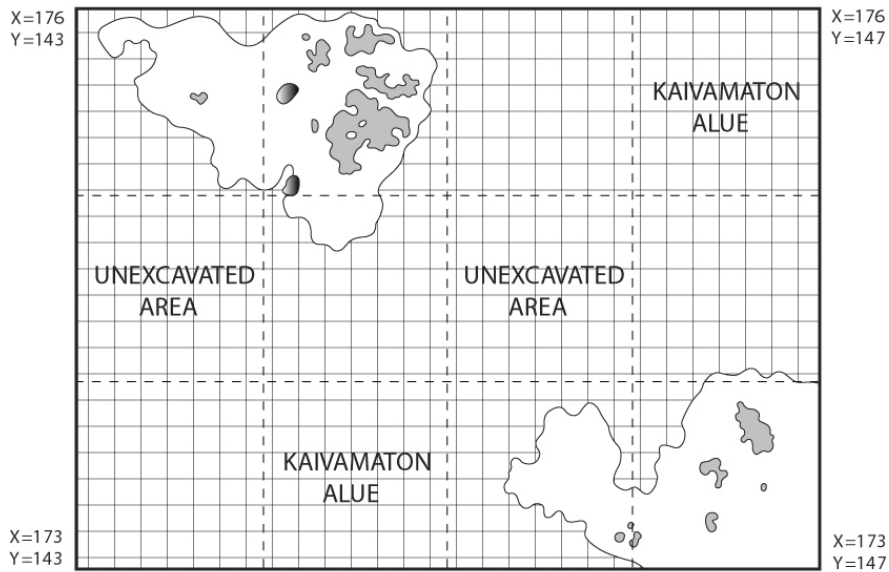 X=176
Y=143
X=176
Y=147
KAIVAMATON
ALUE
UNEXCAVATED
AREA
UNEXCAVATED
AREA
KAIVAMATON
ALUE
X=173
Y=143
X=173
Y=147